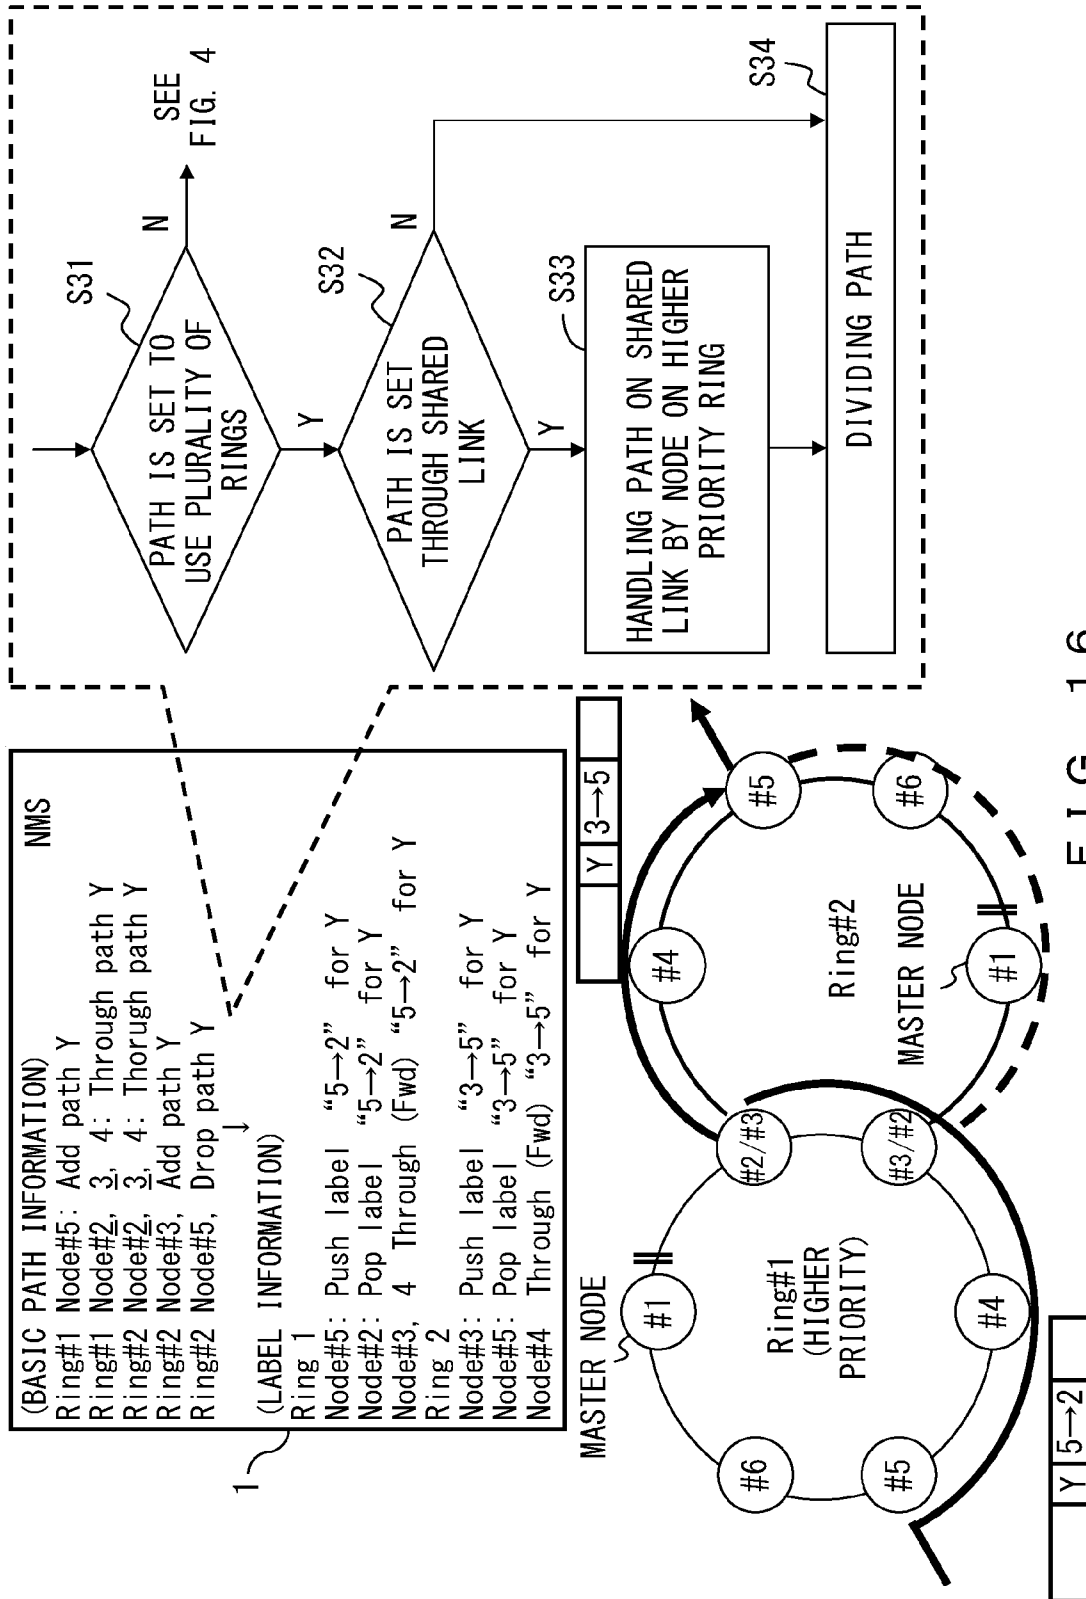 (BASIC PATH INFORMATION)
NMS
Ring#1 Node#5: Add path Y
Ring#1 Node#2, 3, 4: Through path Y
Ring#2 Node#2, 3, 4: Thorugh path Y
Ring#2 Node#3, Add path Y
Ring#2 Node#5, Drop path Y
↓
(LABEL INFORMATION)
Ring 1
Node#5: Push label “5→2” for Y
Node#2: Pop label “5→2” for Y
Node#3, 4 Through (Fwd) “5→2” for Y
Ring 2
Node#3: Push label “3→5” for Y
Node#5: Pop label “3→5” for Y
Node#4 Through (Fwd) “3→5” for Y
1
S31
PATH IS SET TO
USE PLURALITY OF
RINGS
N
SEE
FIG. 4
Y
S32
PATH IS SET
THROUGH SHARED
LINK
N
Y
S33
HANDLING PATH ON SHARED
LINK BY NODE ON HIGHER
PRIORITY RING
S34
DIVIDING PATH
MASTER NODE
#1
#6
#5
#4
#2/#3
#3/#2
Ring#1
(HIGHER
PRIORITY)
Y 5→2
Y 3→5
#4
#5
#6
#1
Ring#2
MASTER NODE
FIG. 16